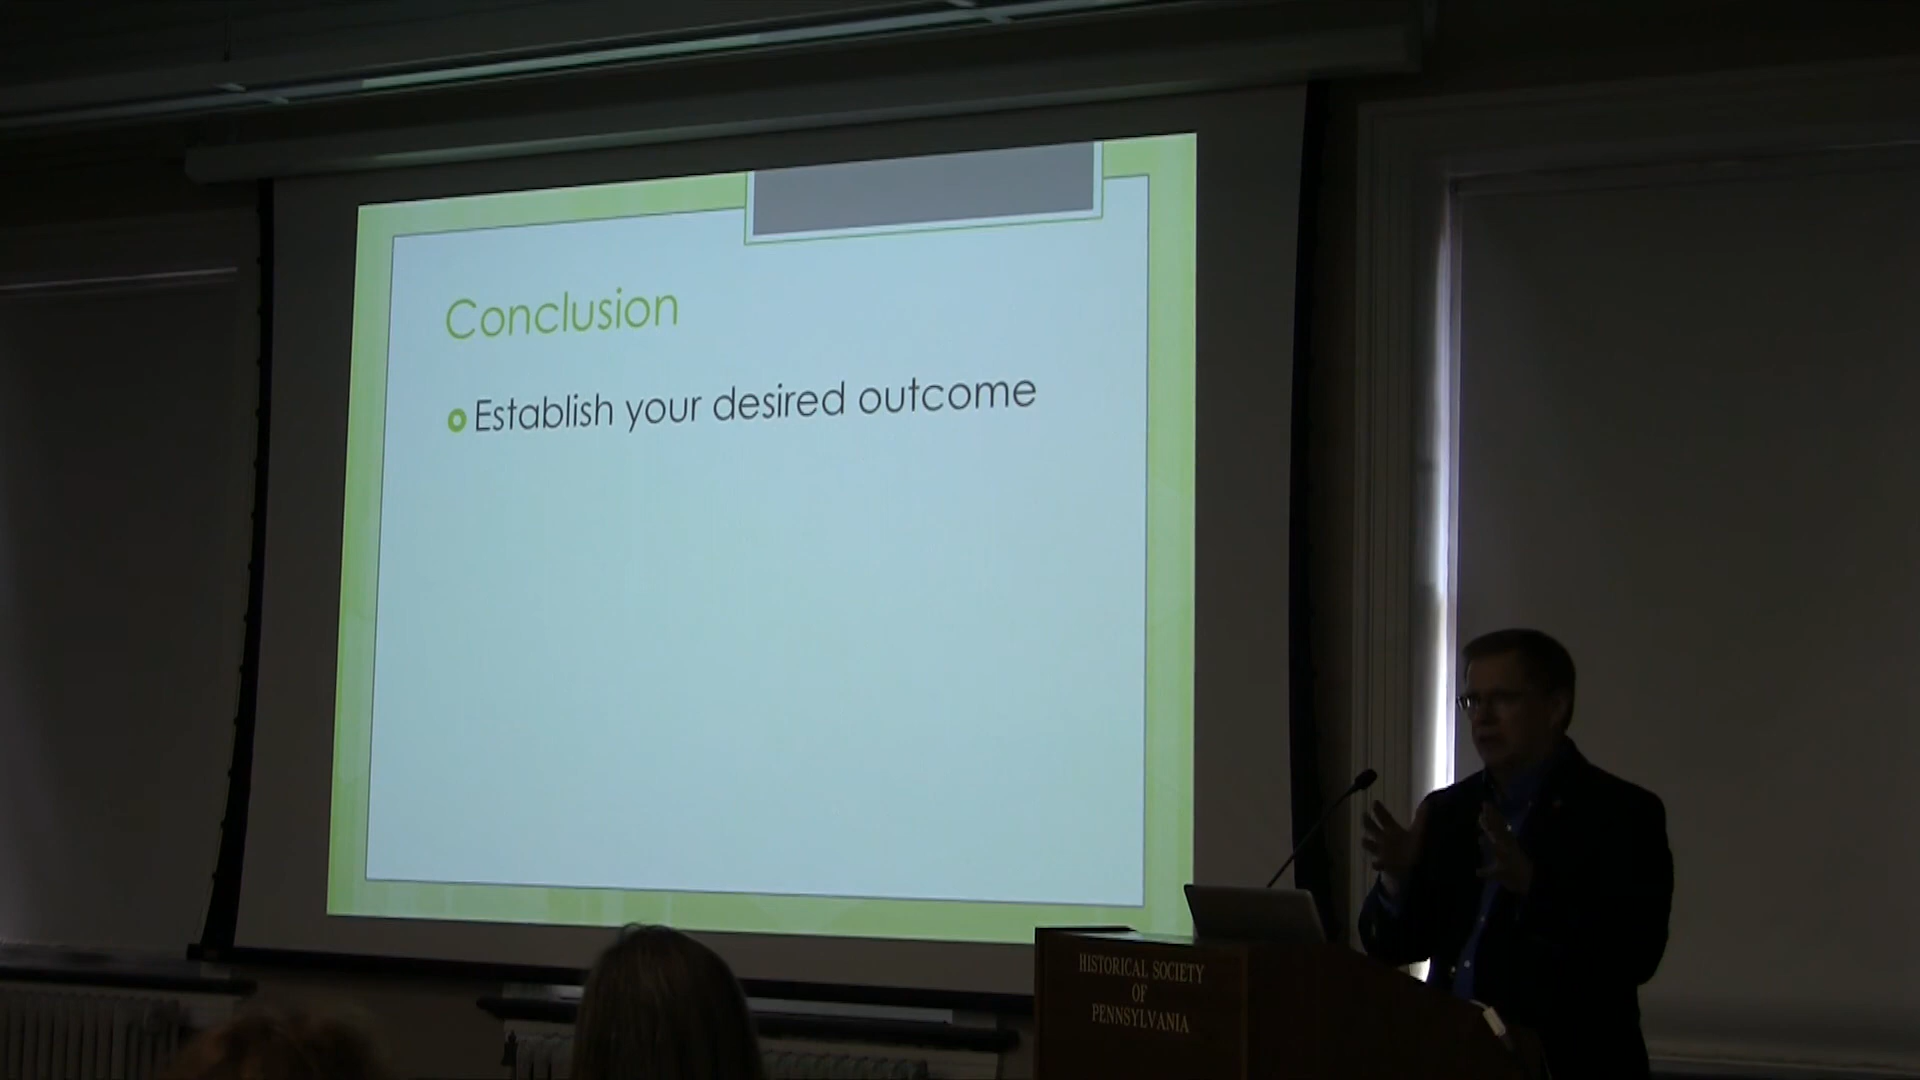 Conclusion
Establish your desired outcome
HISTORICAL SOCIETY
OF
PENNSYLVANIA